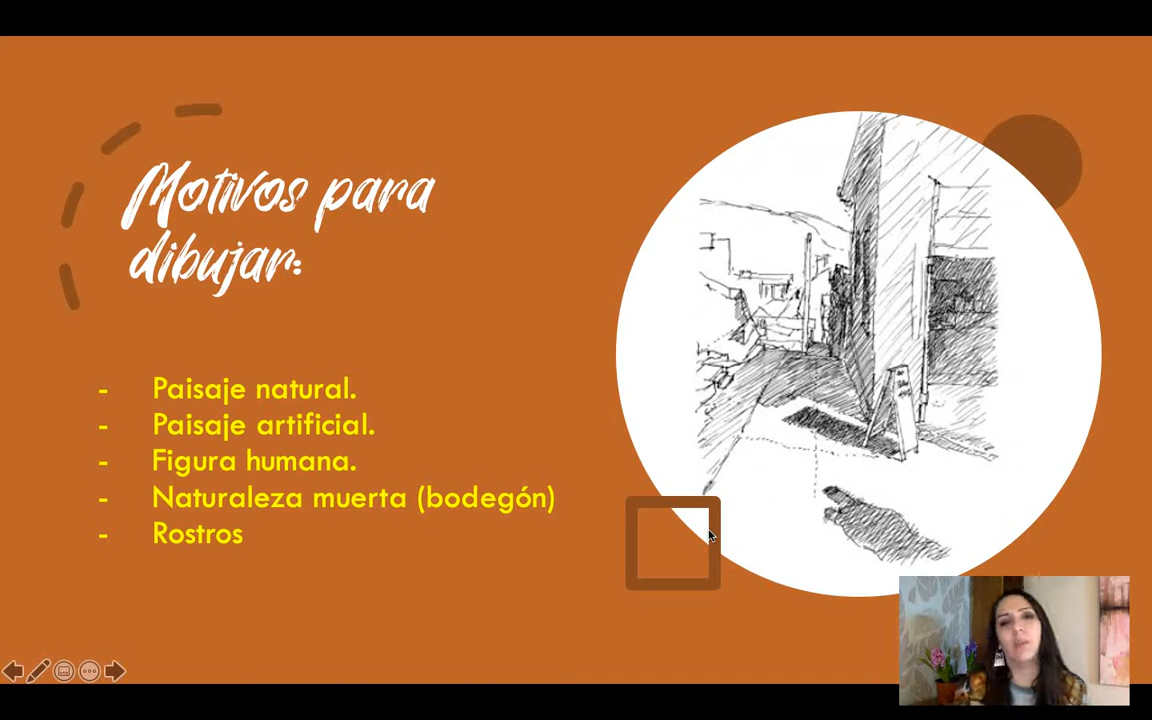 Motivos para
dibujar:
- Paisaje natural.
- Paisaje artificial.
- Figura humana.
- Naturaleza muerta (bodegón)
- Rostros